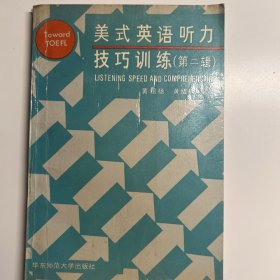 Toward
TOEFL
美式英语听力
技巧训练(第二辑)
LISTENING SPEED AND COMPREHENSION
华东师范大学出版社